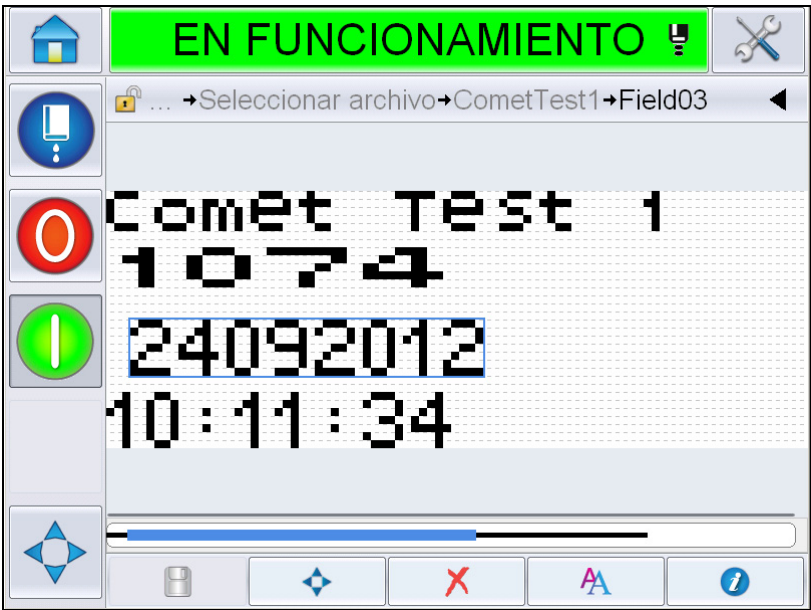 EN FUNCIONAMIENTO
... →Seleccionar archivo→CometTest1→Field03
Comet Test 1
1074
24092012
10:11:34